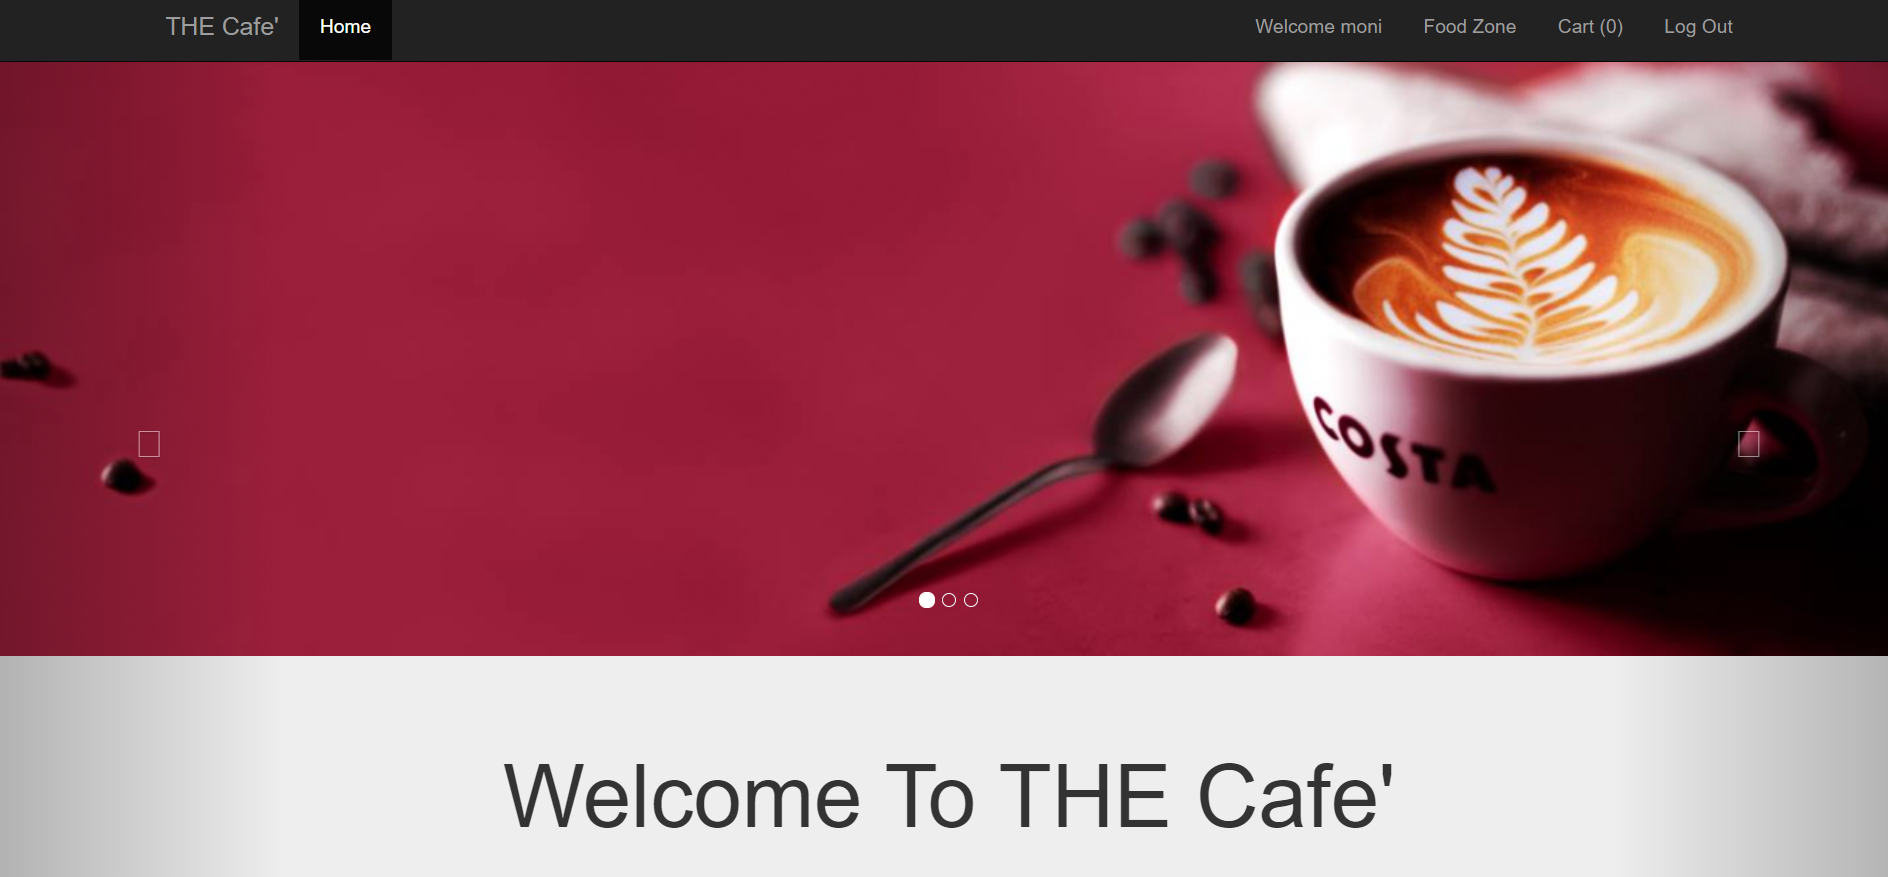 THE Cafe' Home Welcome moni Food Zone Cart (0) Log Out
COSTA
Welcome To THE Cafe'